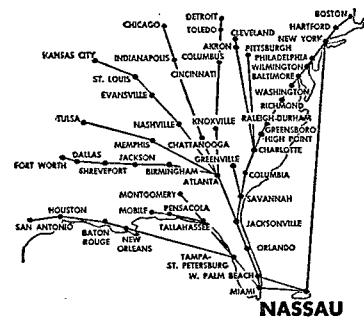 BOSTON
DETROIT
HARTFORD
CHICAGO
TOLEDO
CLEVELAND
NEW YORK
AKRON
PITTSBURGH
KANSAS CITY
INDIANAPOLIS
COLUMBUS
PHILADELPHIA
WILMINGTON
CINCINNATI
BALTIMORE
ST. LOUIS
WASHINGTON
EVANSVILLE
RICHMOND
TULSA
NASHVILLE
KNOXVILLE
RALEIGH-DURHAM
GREENSBORO
HIGH POINT
MEMPHIS
CHATTANOOGA
CHARLOTTE
DALLAS
JACKSON
GREENVILLE
FORT WORTH
SHREVEPORT
BIRMINGHAM
COLUMBIA
ATLANTA
MONTGOMERY
SAVANNAH
HOUSTON
MOBILE
PENSACOLA
SAN ANTONIO
BATON
ROUGE
NEW
ORLEANS
TALLAHASSEE
JACKSONVILLE
ORLANDO
TAMPA-
ST. PETERSBURG
W. PALM BEACH
MIAMI
NASSAU